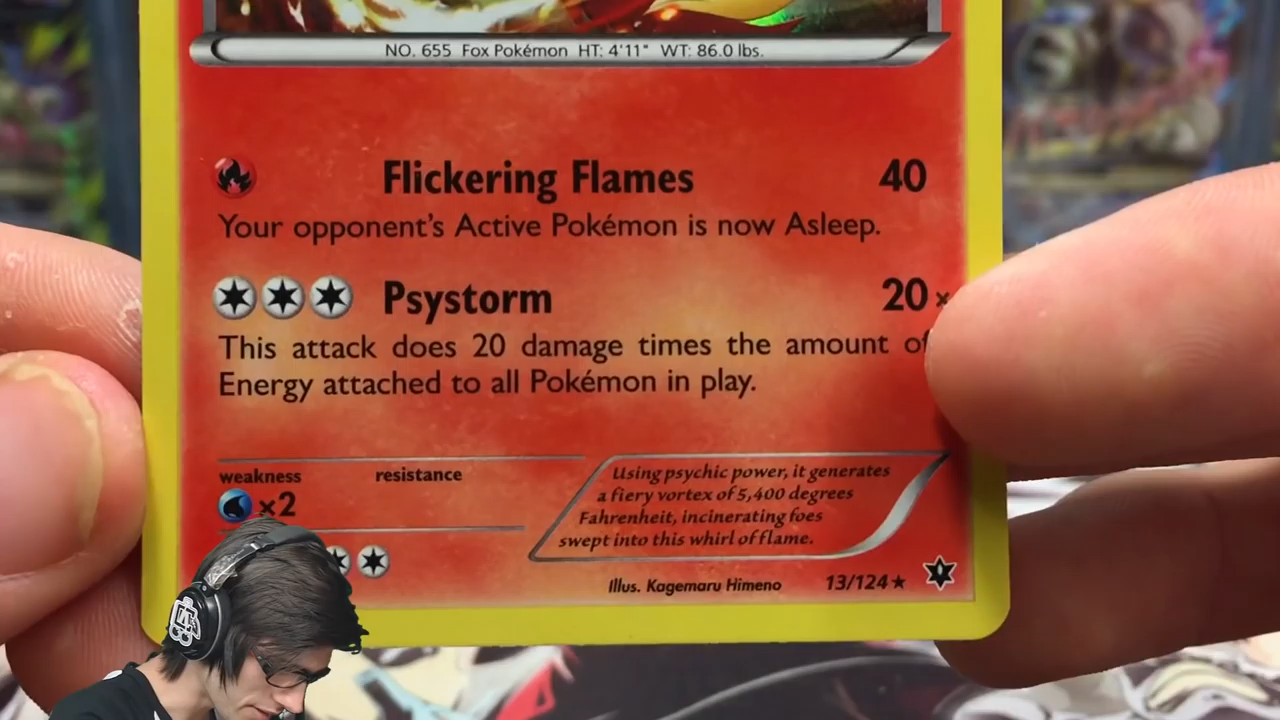 NO. 655 Fox Pokémon HT: 4'11" WT: 86.0 lbs.
Flickering Flames 40
Your opponent's Active Pokémon is now Asleep.
Psystorm 20×
This attack does 20 damage times the amount of
Energy attached to all Pokémon in play.
weakness resistance
×2
Using psychic power, it generates
a fiery vortex of 5,400 degrees
Fahrenheit, incinerating foes
swept into this whirl of flame.
Illus. Kagemaru Himeno 13/124★